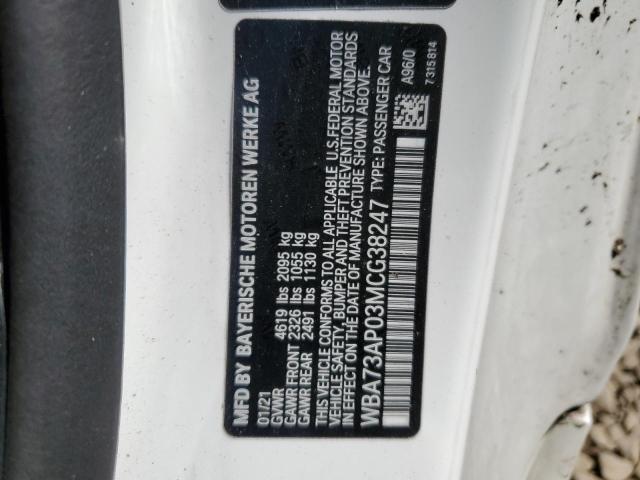 MFD BY BAYERISCHE MOTOREN WERKE AG
01/21
GVWR 4619 lbs 2095 kg
GAWR FRONT 2326 lbs 1055 kg
GAWR REAR 2491 lbs 1130 kg
THIS VEHICLE CONFORMS TO ALL APPLICABLE U.S.FEDERAL MOTOR
VEHICLE SAFETY, BUMPER AND THEFT PREVENTION STANDARDS
IN EFFECT ON THE DATE OF MANUFACTURE SHOWN ABOVE.
WBA73AP03MCG38247 TYPE: PASSENGER CAR
A96/0
7315814